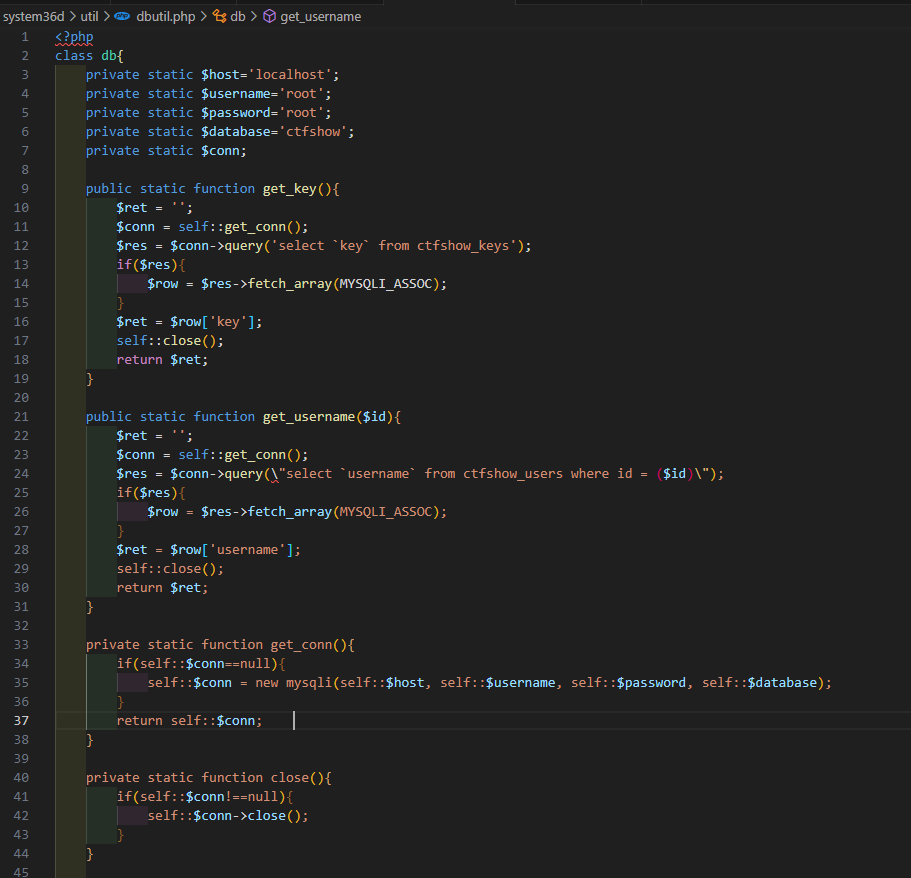 system36d > util > php dbutil.php > db > get_username
1 <?php
2 class db{
3 private static $host='localhost';
4 private static $username='root';
5 private static $password='root';
6 private static $database='ctfshow';
7 private static $conn;
8
9 public static function get_key(){
10 $ret = '';
11 $conn = self::get_conn();
12 $res = $conn->query('select `key` from ctfshow_keys');
13 if($res){
14 $row = $res->fetch_array(MYSQLI_ASSOC);
15 }
16 $ret = $row['key'];
17 self::close();
18 return $ret;
19 }
20
21 public static function get_username($id){
22 $ret = '';
23 $conn = self::get_conn();
24 $res = $conn->query(\"select `username` from ctfshow_users where id = ($id)\");
25 if($res){
26 $row = $res->fetch_array(MYSQLI_ASSOC);
27 }
28 $ret = $row['username'];
29 self::close();
30 return $ret;
31 }
32
33 private static function get_conn(){
34 if(self::$conn==null){
35 self::$conn = new mysqli(self::$host, self::$username, self::$password, self::$database);
36 }
37 return self::$conn;
38 }
39
40 private static function close(){
41 if(self::$conn!==null){
42 self::$conn->close();
43 }
44 }
45